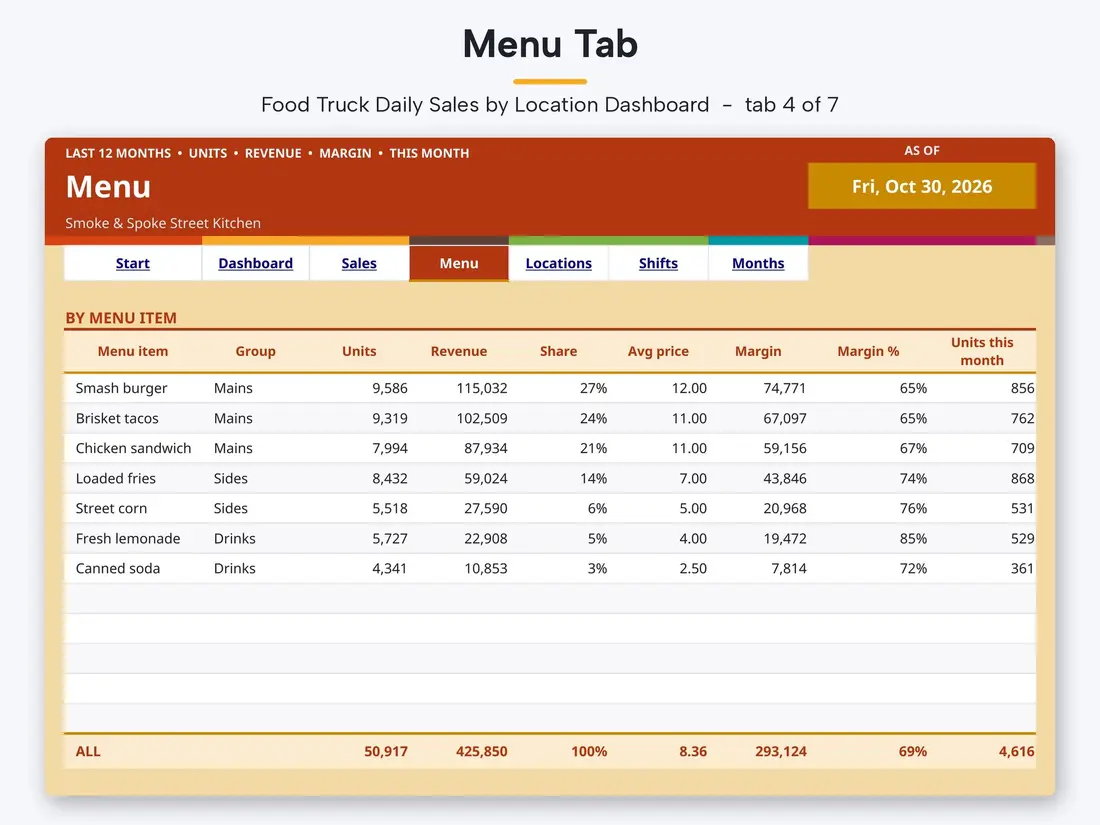 Menu Tab
Food Truck Daily Sales by Location Dashboard - tab 4 of 7
LAST 12 MONTHS • UNITS • REVENUE • MARGIN • THIS MONTH
AS OF
Menu
Fri, Oct 30, 2026
Smoke & Spoke Street Kitchen
Start Dashboard Sales Menu Locations Shifts Months
BY MENU ITEM
Menu item Group Units Revenue Share Avg price Margin Margin % Units this month
Smash burger Mains 9,586 115,032 27% 12.00 74,771 65% 856
Brisket tacos Mains 9,319 102,509 24% 11.00 67,097 65% 762
Chicken sandwich Mains 7,994 87,934 21% 11.00 59,156 67% 709
Loaded fries Sides 8,432 59,024 14% 7.00 43,846 74% 868
Street corn Sides 5,518 27,590 6% 5.00 20,968 76% 531
Fresh lemonade Drinks 5,727 22,908 5% 4.00 19,472 85% 529
Canned soda Drinks 4,341 10,853 3% 2.50 7,814 72% 361
ALL 50,917 425,850 100% 8.36 293,124 69% 4,616